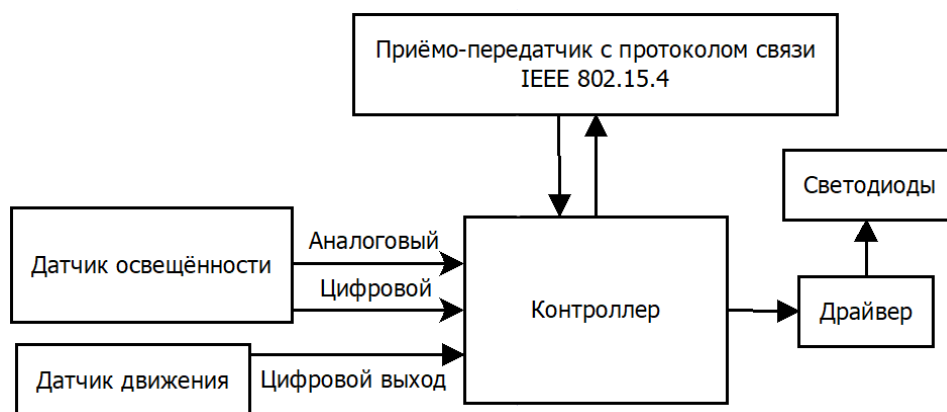 Приёмо-передатчик с протоколом связи
IEEE 802.15.4
Светодиоды
Аналоговый
Датчик освещённости
Цифровой
Контроллер
Драйвер
Датчик движения
Цифровой выход